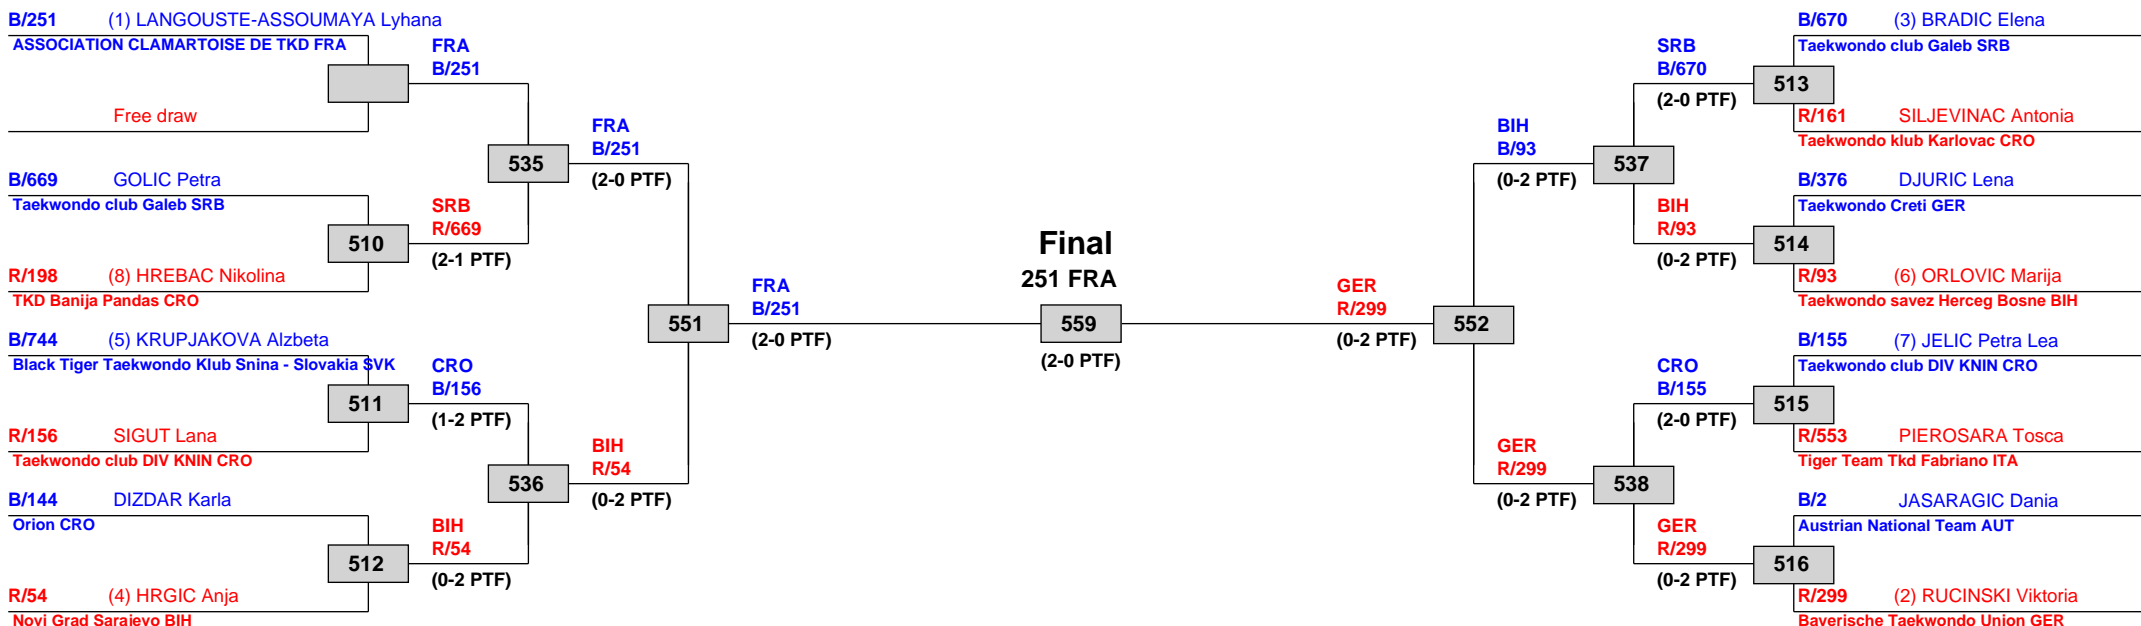 B/251 (1) LANGOUSTE-ASSOUMAYA Lyhana
ASSOCIATION CLAMARTOISE DE TKD FRA
Free draw
B/669 GOLIC Petra
Taekwondo club Galeb SRB
510
R/198 (8) HREBAC Nikolina
TKD Banija Pandas CRO
B/744 (5) KRUPJAKOVA Alzbeta
Black Tiger Taekwondo Klub Snina - Slovakia SVK
511
R/156 SIGUT Lana
Taekwondo club DIV KNIN CRO
B/144 DIZDAR Karla
Orion CRO
512
R/54 (4) HRGIC Anja
Novi Grad Sarajevo BIH
FRA
B/251
535
SRB
R/669
(2-1 PTF)
CRO
B/156
(1-2 PTF)
536
BIH
R/54
(0-2 PTF)
FRA
B/251
(2-0 PTF)
551
BIH
R/54
(0-2 PTF)
FRA
B/251
(2-0 PTF)
Final
251 FRA
559
(2-0 PTF)
GER
R/299
(0-2 PTF)
BIH
B/93
(0-2 PTF)
552
GER
R/299
(0-2 PTF)
SRB
B/670
(2-0 PTF)
537
BIH
R/93
(0-2 PTF)
CRO
B/155
(2-0 PTF)
538
GER
R/299
(0-2 PTF)
B/670 (3) BRADIC Elena
Taekwondo club Galeb SRB
513
R/161 SILJEVINAC Antonia
Taekwondo klub Karlovac CRO
B/376 DJURIC Lena
Taekwondo Creti GER
514
R/93 (6) ORLOVIC Marija
Taekwondo savez Herceg Bosne BIH
B/155 (7) JELIC Petra Lea
Taekwondo club DIV KNIN CRO
515
R/553 PIEROSARA Tosca
Tiger Team Tkd Fabriano ITA
B/2 JASARAGIC Dania
Austrian National Team AUT
516
R/299 (2) RUCINSKI Viktoria
Bayerische Taekwondo Union GER